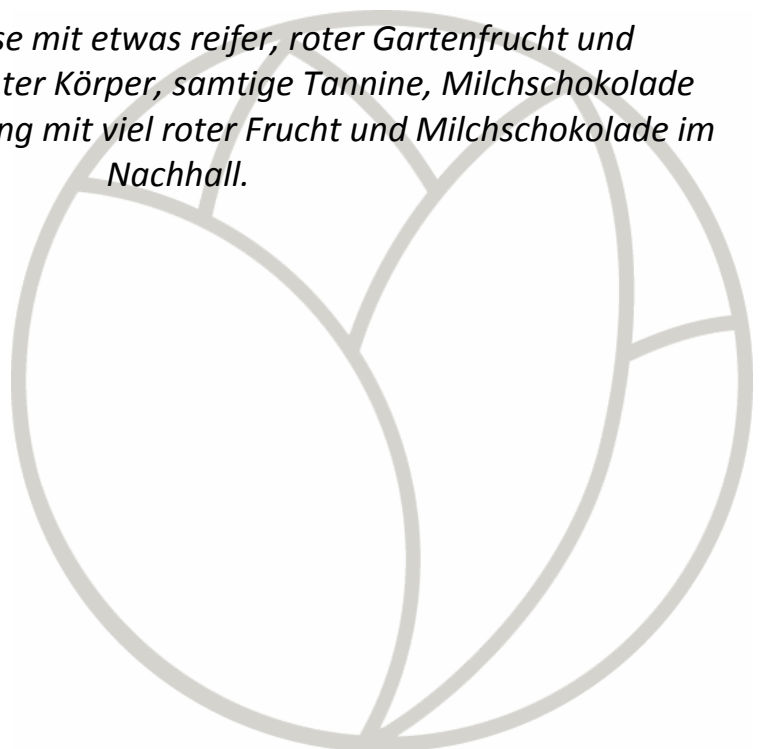 se mit etwas reifer, roter Gartenfrucht und
ter Körper, samtige Tannine, Milchschokolade
ng mit viel roter Frucht und Milchschokolade im
Nachhall.